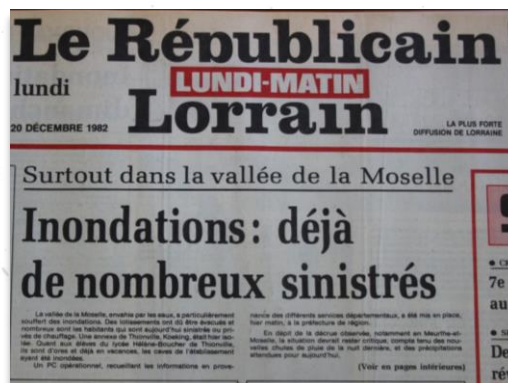 Le Républicain
lundi
LUNDI-MATIN
Lorrain
20 DÉCEMBRE 1982
LA PLUS FORTE
DIFFUSION DE LORRAINE
Surtout dans la vallée de la Moselle
Inondations : déjà
de nombreux sinistrés
La vallée de la Moselle, envahie par les eaux, a particulièrement
souffert des inondations. Des lotissements ont dû être évacués et
nombreux sont les habitants qui sont aujourd'hui sinistrés ou pri-
vés de chauffage. Une annexe de Thionville, Kœking, était hier iso-
lée. Quant aux élèves du lycée Hélène-Boucher de Thionville,
ils sont d'ores et déjà en vacances, les caves de l'établissement
ayant été inondées.
Un PC opérationnel, recueillant les informations en prove-
nance des différents services départementaux, a été mis en place,
hier matin, à la préfecture de région.
En dépit de la décrue observée, notamment en Meurthe-et-
Moselle, la situation devrait rester critique, compte tenu des nou-
velles chutes de pluie de la nuit dernière, et des précipitations
attendues pour aujourd'hui.
(Voir en pages intérieures)
7e
au
De
ré